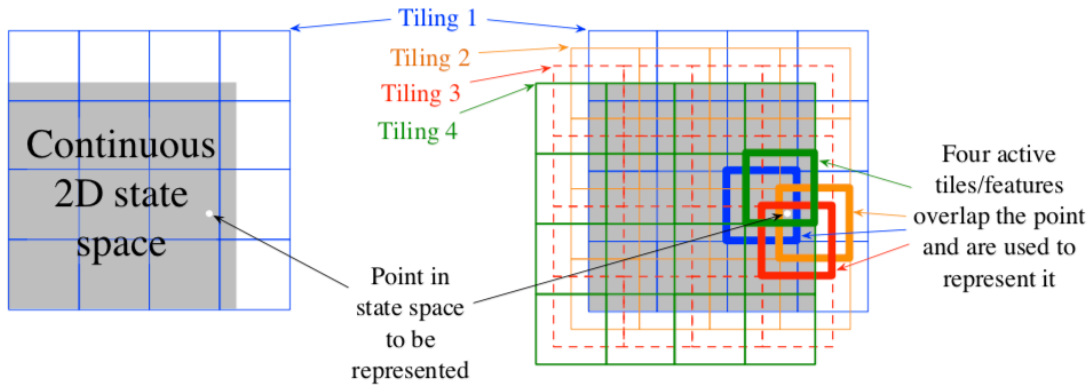 Tiling 1
Tiling 2
Tiling 3
Tiling 4
Continuous
2D state
space
Point in
state space
to be
represented
Four active
tiles/features
overlap the point
and are used to
represent it